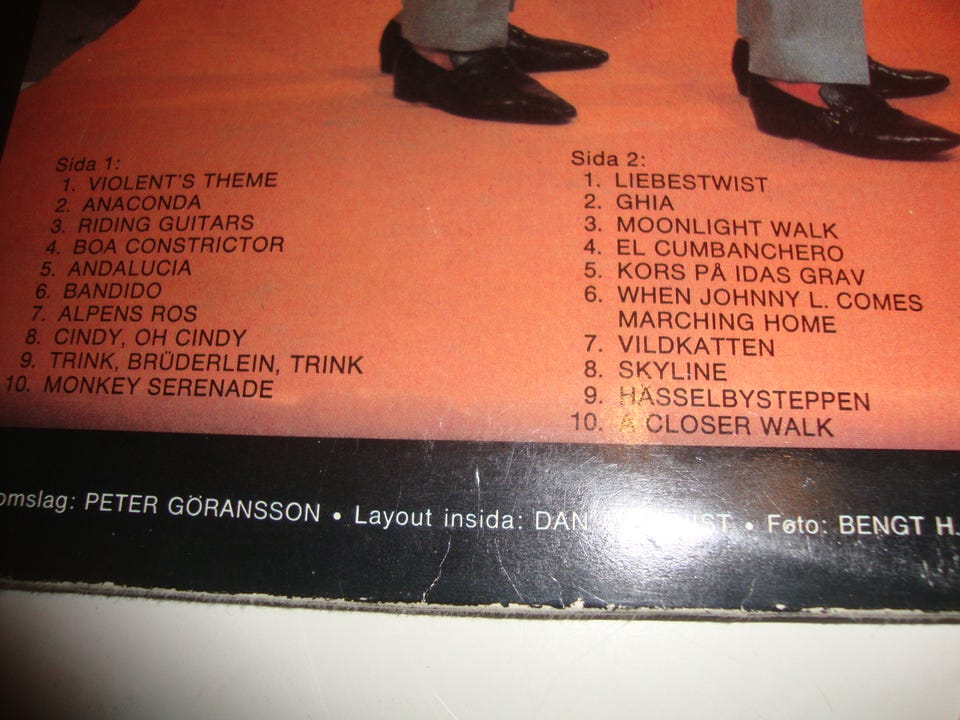 Sida 1:
1. VIOLENT'S THEME
2. ANACONDA
3. RIDING GUITARS
4. BOA CONSTRICTOR
5. ANDALUCIA
6. BANDIDO
7. ALPENS ROS
8. CINDY, OH CINDY
9. TRINK, BRÜDERLEIN, TRINK
10. MONKEY SERENADE
Sida 2:
1. LIEBESTWIST
2. GHIA
3. MOONLIGHT WALK
4. EL CUMBANCHERO
5. KORS PÅ IDAS GRAV
6. WHEN JOHNNY L. COMES
MARCHING HOME
7. VILDKATTEN
8. SKYLINE
9. HÄSSELBYSTEPPEN
10. A CLOSER WALK
omslag: PETER GÖRANSSON • Layout insida: DAN • Foto: BENGT H